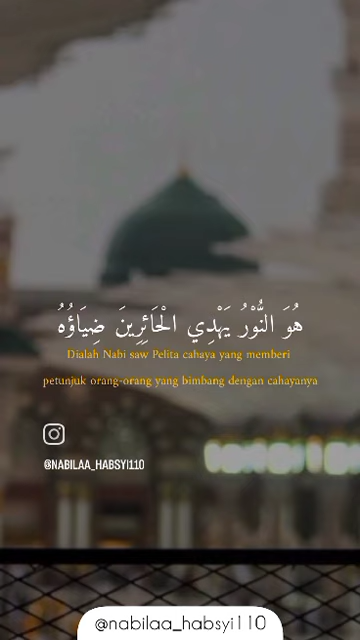 هُوَ النُّوْرُ يَهْدِي الْحَائِرِينَ ضِيَاؤُهُ
Dialah Nabi saw Pelita cahaya yang memberi
petunjuk orang-orang yang bimbang dengan cahayanya
@NABILAA_HABSYI110
@nabilaa_habsyi110